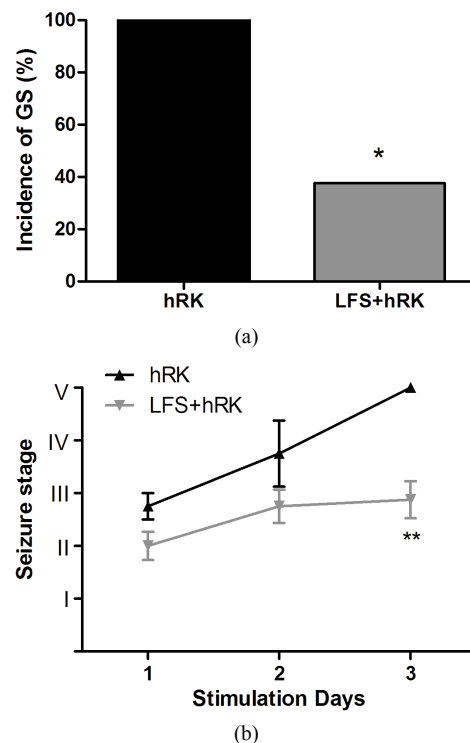 100
80
60
40
20
0
Incidence of GS (%)
*
hRK
LFS+hRK
(a)
hRK
LFS+hRK
V
IV
III
II
I
Seizure stage
**
1 2 3
Stimulation Days
(b)